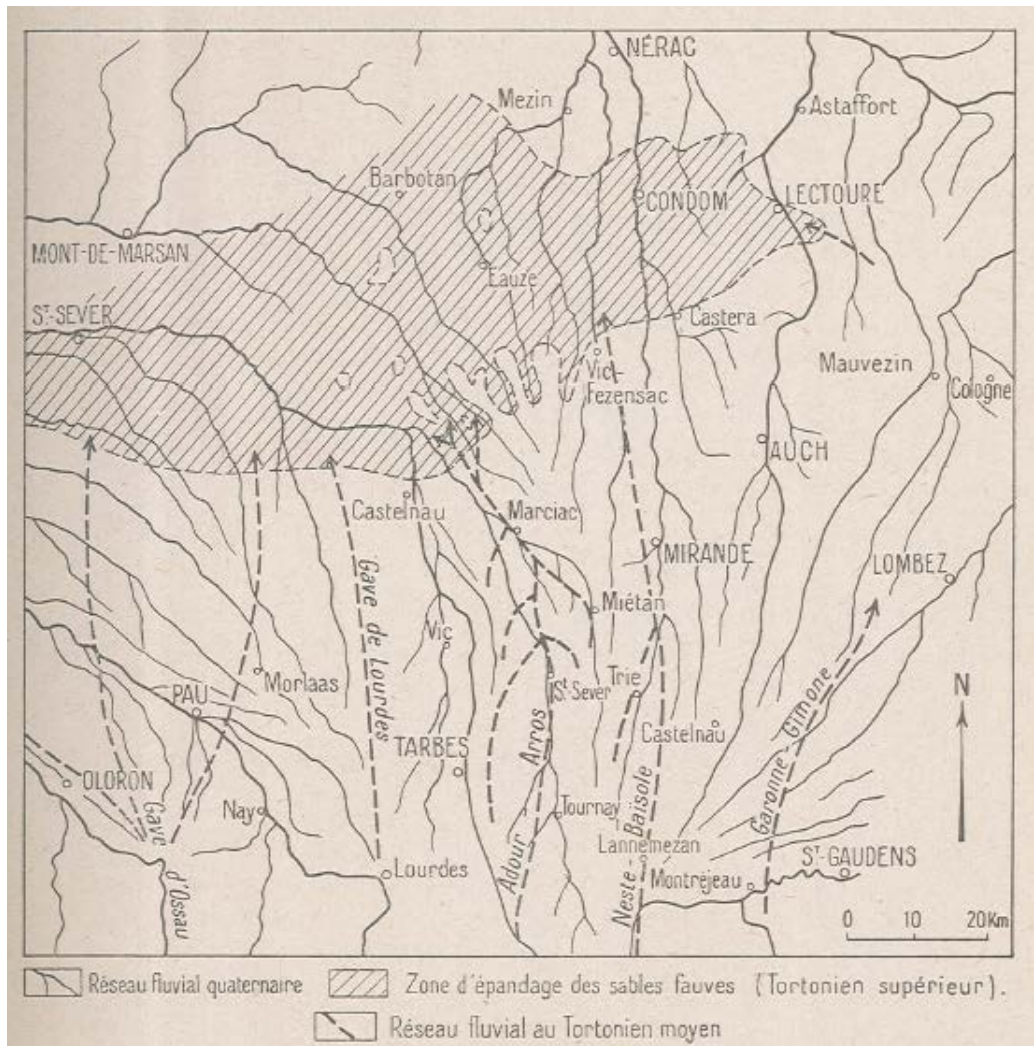 NÉRAC
Mezin
Astaffort
Barbotan
CONDOM
LECTOURE
MONT-DE-MARSAN
Eauze
St-SEVER
Castera
Vic-
Fezensac
Mauvezin
Cologne
AUCH
Castelnau
Marciac
MIRANDE
LOMBEZ
Gave de Lourdes
Miétan
Vic
Morlaas
St-Sever
Trie
N
PAU
Castelnau
TARBES
Arros
OLORON
Garonne-Gimone
Nay
Tournay
Neste-Baïsole
Gave
d'Ossau
Lannemezan
Adour
Lourdes
Montréjeau
St-GAUDENS
0 10 20 Km
Réseau fluvial quaternaire
Zone d'épandage des sables fauves (Tortonien supérieur).
Réseau fluvial au Tortonien moyen